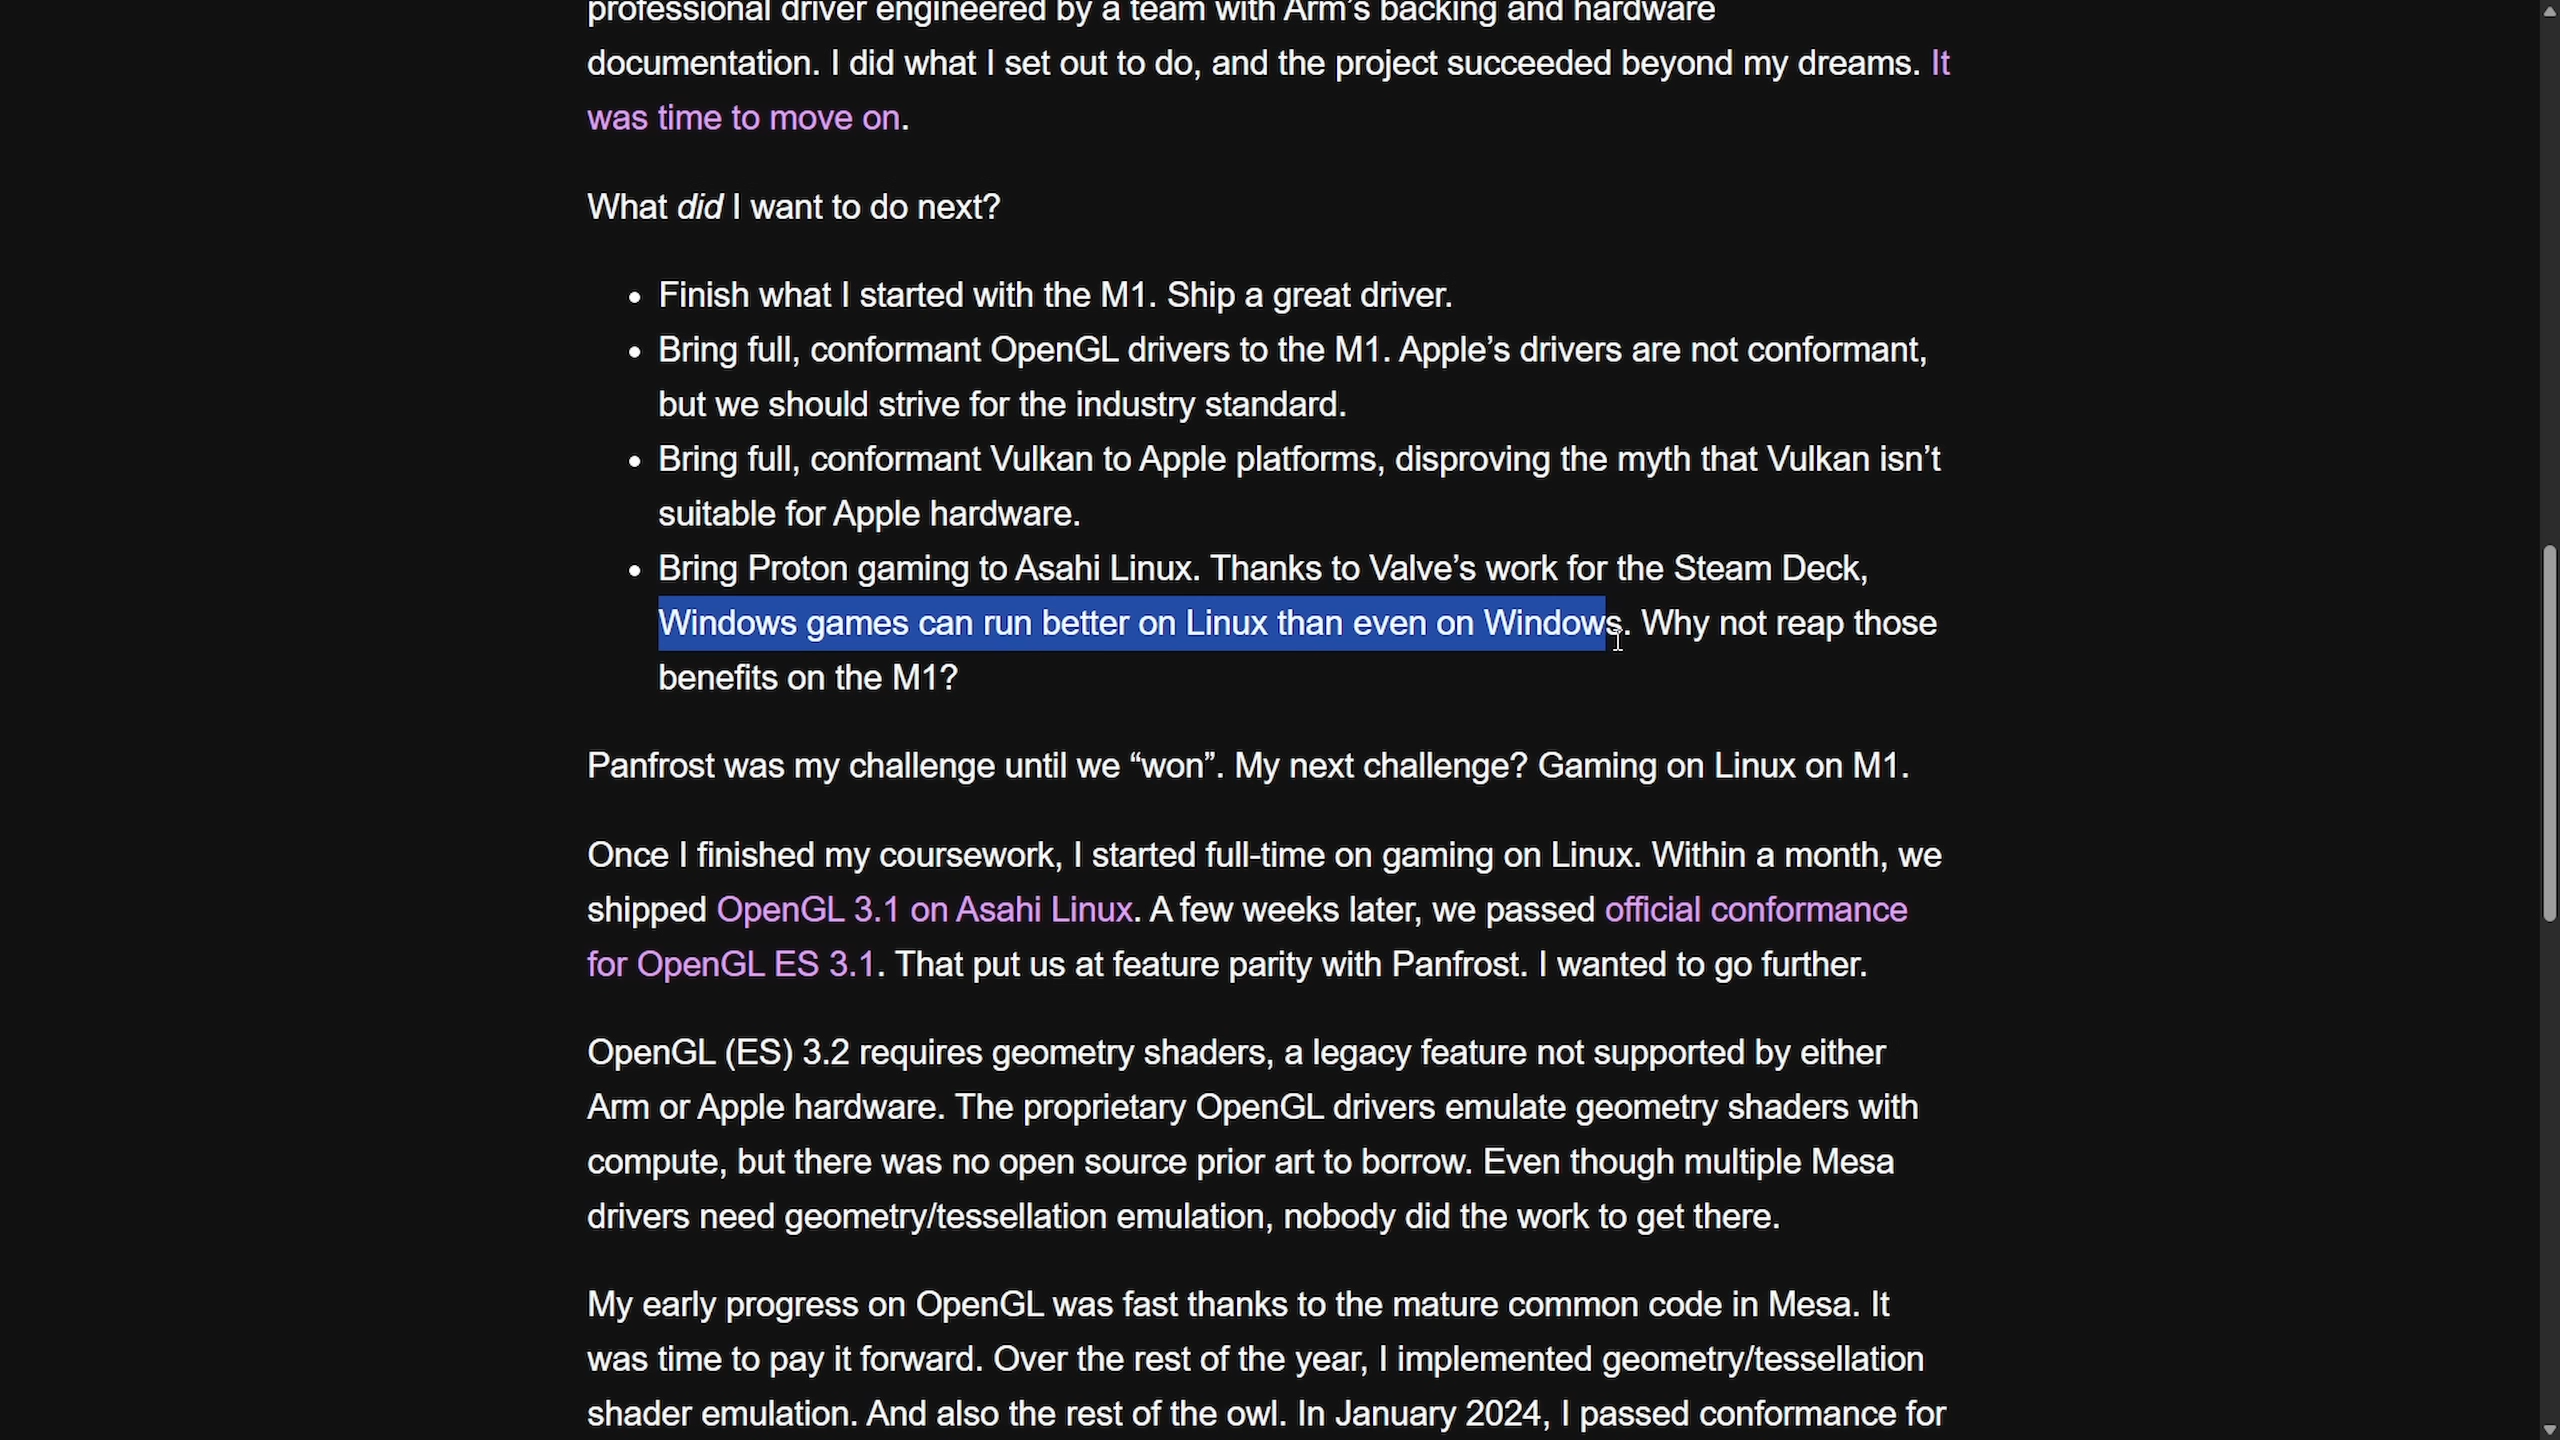 professional driver engineered by a team with Arm’s backing and hardware
documentation. I did what I set out to do, and the project succeeded beyond my dreams. It
was time to move on.
What did I want to do next?
• Finish what I started with the M1. Ship a great driver.
• Bring full, conformant OpenGL drivers to the M1. Apple’s drivers are not conformant,
but we should strive for the industry standard.
• Bring full, conformant Vulkan to Apple platforms, disproving the myth that Vulkan isn’t
suitable for Apple hardware.
• Bring Proton gaming to Asahi Linux. Thanks to Valve’s work for the Steam Deck,
Windows games can run better on Linux than even on Windows. Why not reap those
benefits on the M1?
Panfrost was my challenge until we “won”. My next challenge? Gaming on Linux on M1.
Once I finished my coursework, I started full-time on gaming on Linux. Within a month, we
shipped OpenGL 3.1 on Asahi Linux. A few weeks later, we passed official conformance
for OpenGL ES 3.1. That put us at feature parity with Panfrost. I wanted to go further.
OpenGL (ES) 3.2 requires geometry shaders, a legacy feature not supported by either
Arm or Apple hardware. The proprietary OpenGL drivers emulate geometry shaders with
compute, but there was no open source prior art to borrow. Even though multiple Mesa
drivers need geometry/tessellation emulation, nobody did the work to get there.
My early progress on OpenGL was fast thanks to the mature common code in Mesa. It
was time to pay it forward. Over the rest of the year, I implemented geometry/tessellation
shader emulation. And also the rest of the owl. In January 2024, I passed conformance for